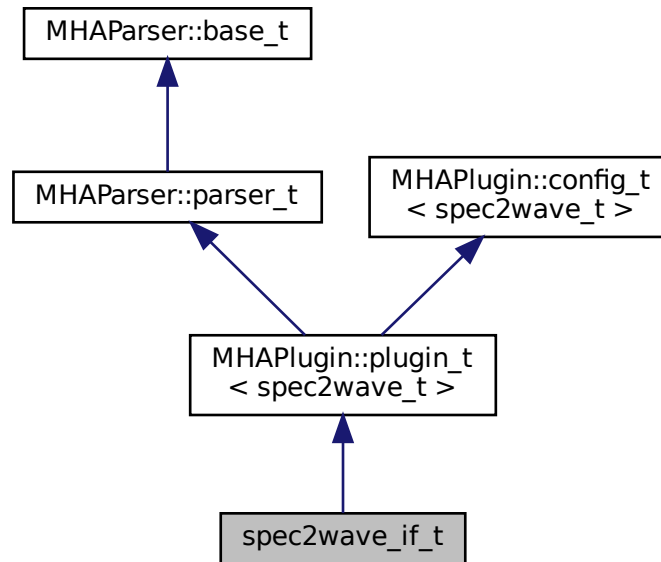 MHAParser::base_t
MHAParser::parser_t
MHAPlugin::config_t
< spec2wave_t >
MHAPlugin::plugin_t
< spec2wave_t >
spec2wave_if_t